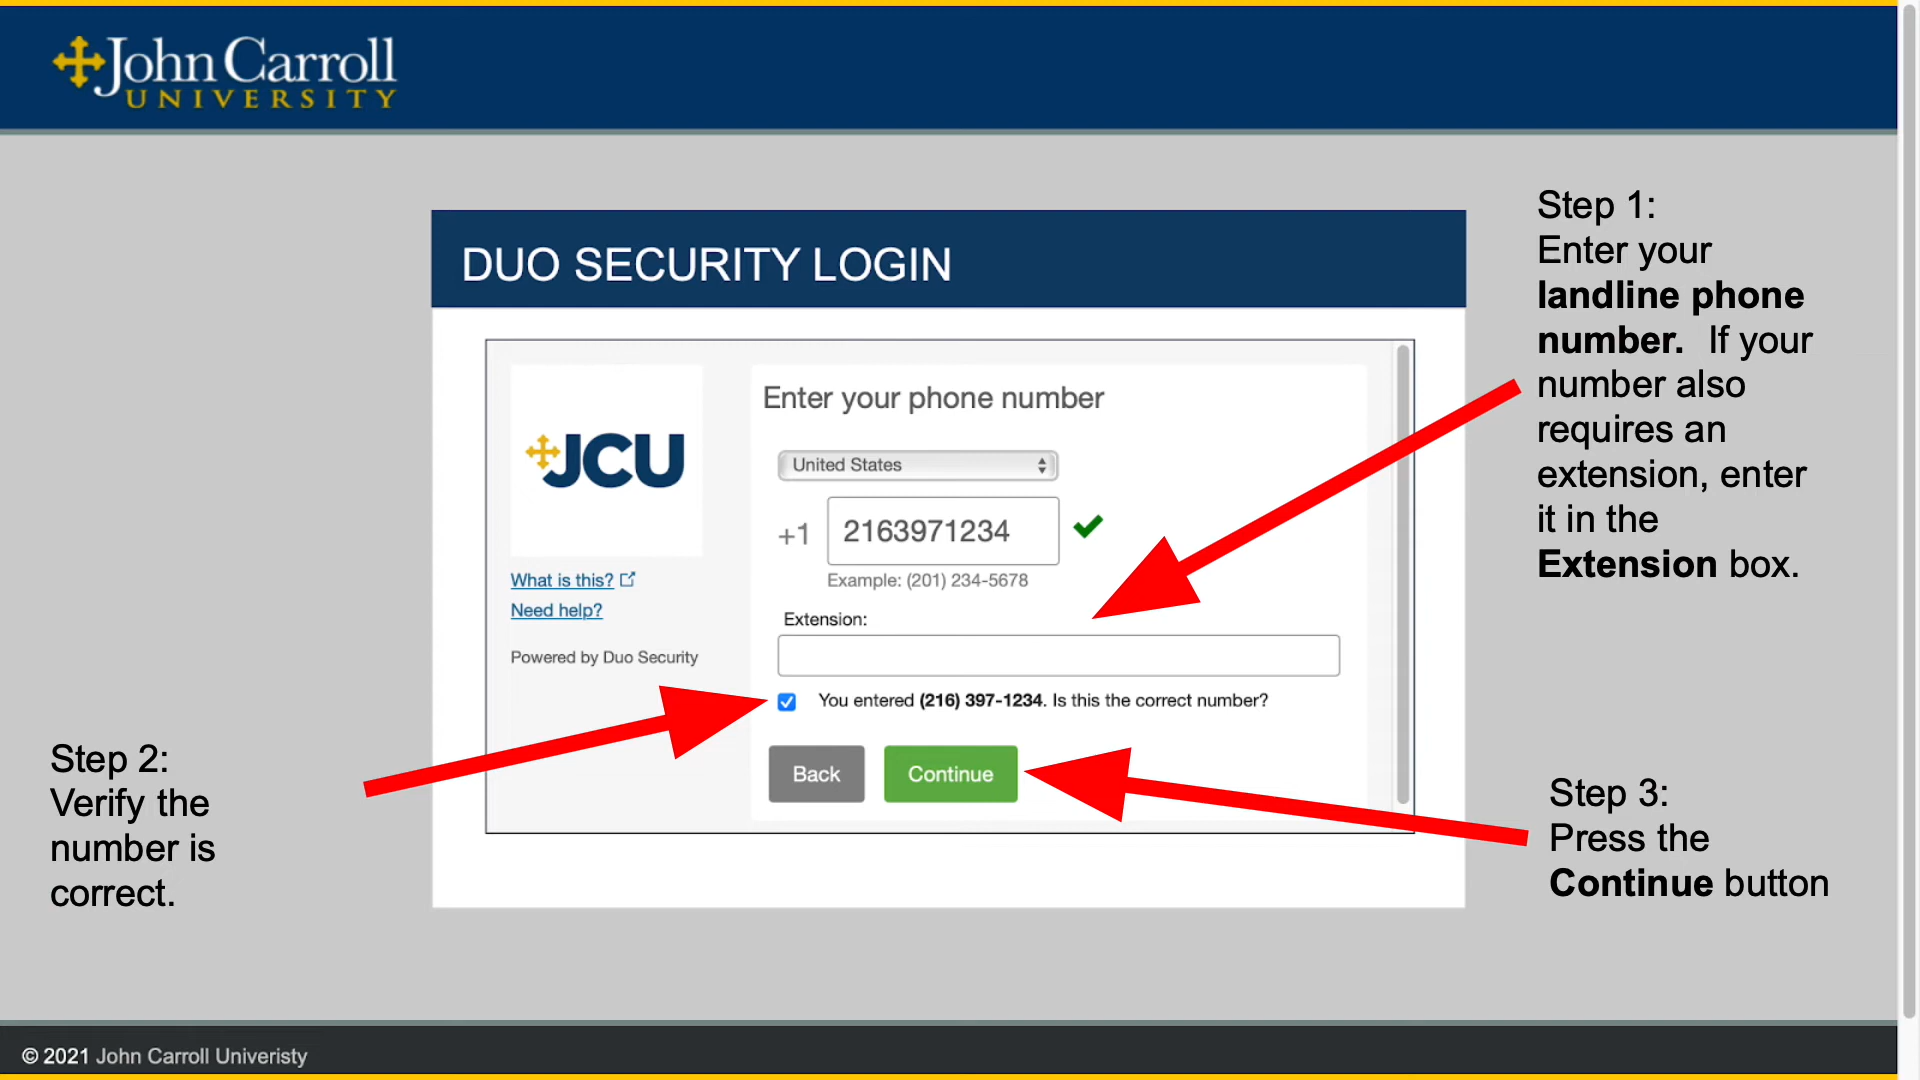 John Carroll
UNIVERSITY
DUO SECURITY LOGIN
JCU
What is this?
Need help?
Powered by Duo Security
Enter your phone number
United States
+1 2163971234
Example: (201) 234-5678
Extension:
You entered (216) 397-1234. Is this the correct number?
Back Continue
Step 1:
Enter your
landline phone
number. If your
number also
requires an
extension, enter
it in the
Extension box.
Step 2:
Verify the
number is
correct.
Step 3:
Press the
Continue button
© 2021 John Carroll Univeristy